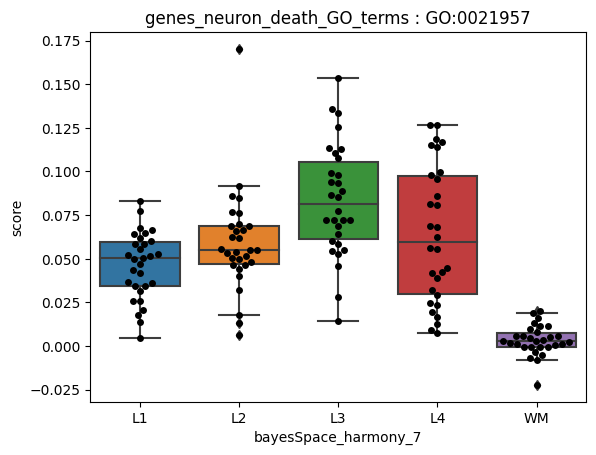 genes_neuron_death_GO_terms : GO:0021957
0.175
0.150
0.125
0.100
0.075
0.050
0.025
0.000
−0.025
score
L1 L2 L3 L4 WM
bayesSpace_harmony_7